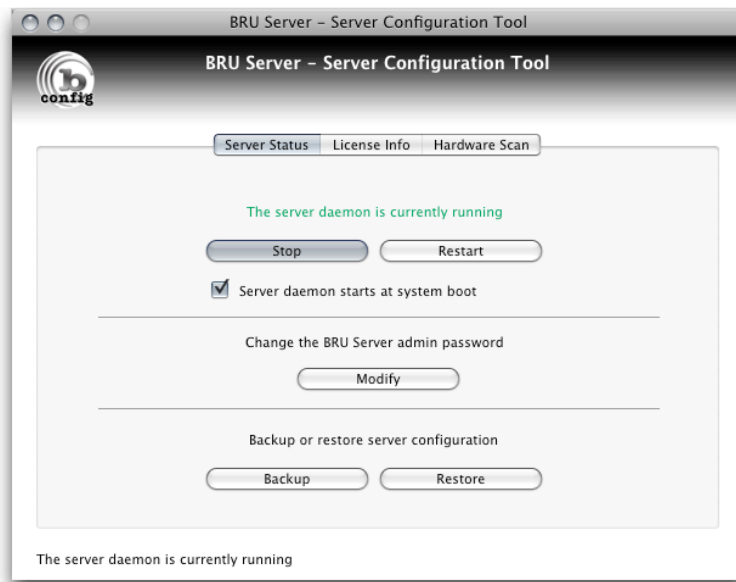 BRU Server – Server Configuration Tool
BRU Server – Server Configuration Tool
b
config
Server Status License Info Hardware Scan
The server daemon is currently running
Stop Restart
Server daemon starts at system boot
Change the BRU Server admin password
Modify
Backup or restore server configuration
Backup Restore
The server daemon is currently running